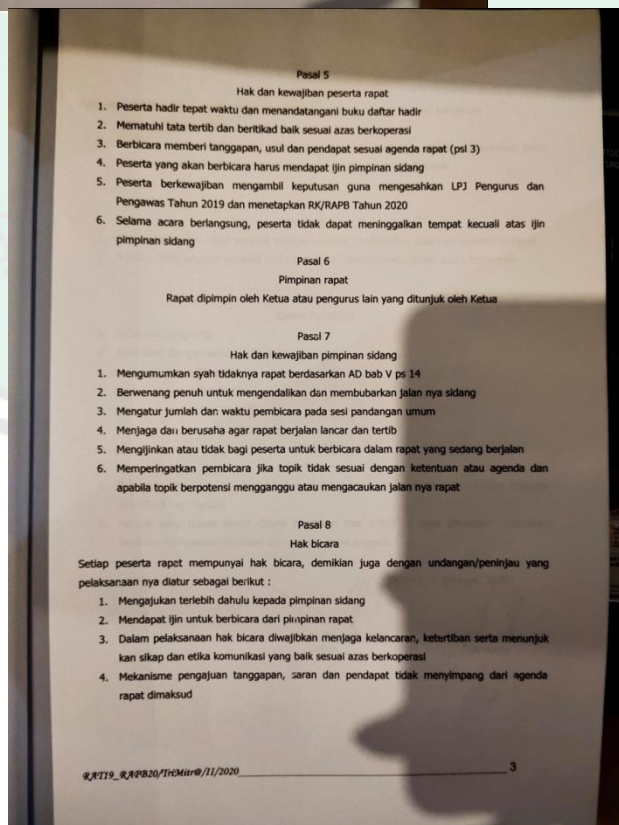 Pasal 5
Hak dan kewajiban peserta rapat
1. Peserta hadir tepat waktu dan menandatangani buku daftar hadir
2. Mematuhi tata tertib dan beritikad baik sesuai azas berkoperasi
3. Berbicara memberi tanggapan, usul dan pendapat sesuai agenda rapat (psl 3)
4. Peserta yang akan berbicara harus mendapat ijin pimpinan sidang
5. Peserta berkewajiban mengambil keputusan guna mengesahkan LPJ Pengurus dan
Pengawas Tahun 2019 dan menetapkan RK/RAPB Tahun 2020
6. Selama acara berlangsung, peserta tidak dapat meninggalkan tempat kecuali atas ijin
pimpinan sidang
Pasal 6
Pimpinan rapat
Rapat dipimpin oleh Ketua atau pengurus lain yang ditunjuk oleh Ketua
Pasal 7
Hak dan kewajiban pimpinan sidang
1. Mengumumkan syah tidaknya rapat berdasarkan AD bab V ps 14
2. Berwenang penuh untuk mengendalikan dan membubarkan jalan nya sidang
3. Mengatur jumlah dan waktu pembicara pada sesi pandangan umum
4. Menjaga dan berusaha agar rapat berjalan lancar dan tertib
5. Mengijinkan atau tidak bagi peserta untuk berbicara dalam rapat yang sedang berjalan
6. Memperingatkan pembicara jika topik tidak sesuai dengan ketentuan atau agenda dan
apabila topik berpotensi mengganggu atau mengacaukan jalan nya rapat
Pasal 8
Hak bicara
Setiap peserta rapet mempunyai hak bicara, demikian juga dengan undangan/peninjau yang
pelaksanaan nya diatur sebagai berikut :
1. Mengajukan terlebih dahulu kepada pimpinan sidang
2. Mendapat ijin untuk berbicara dari pimpinan rapat
3. Dalam pelaksanaan hak bicara diwajibkan menjaga kelancaran, ketertiban serta menunjuk
kan sikap dan etika komunikasi yang baik sesuai azas berkoperasi
4. Mekanisme pengajuan tanggapan, saran dan pendapat tidak menyimpang dari agenda
rapat dimaksud
RAT19_RAPB20/TriMitr@/II/2020 3